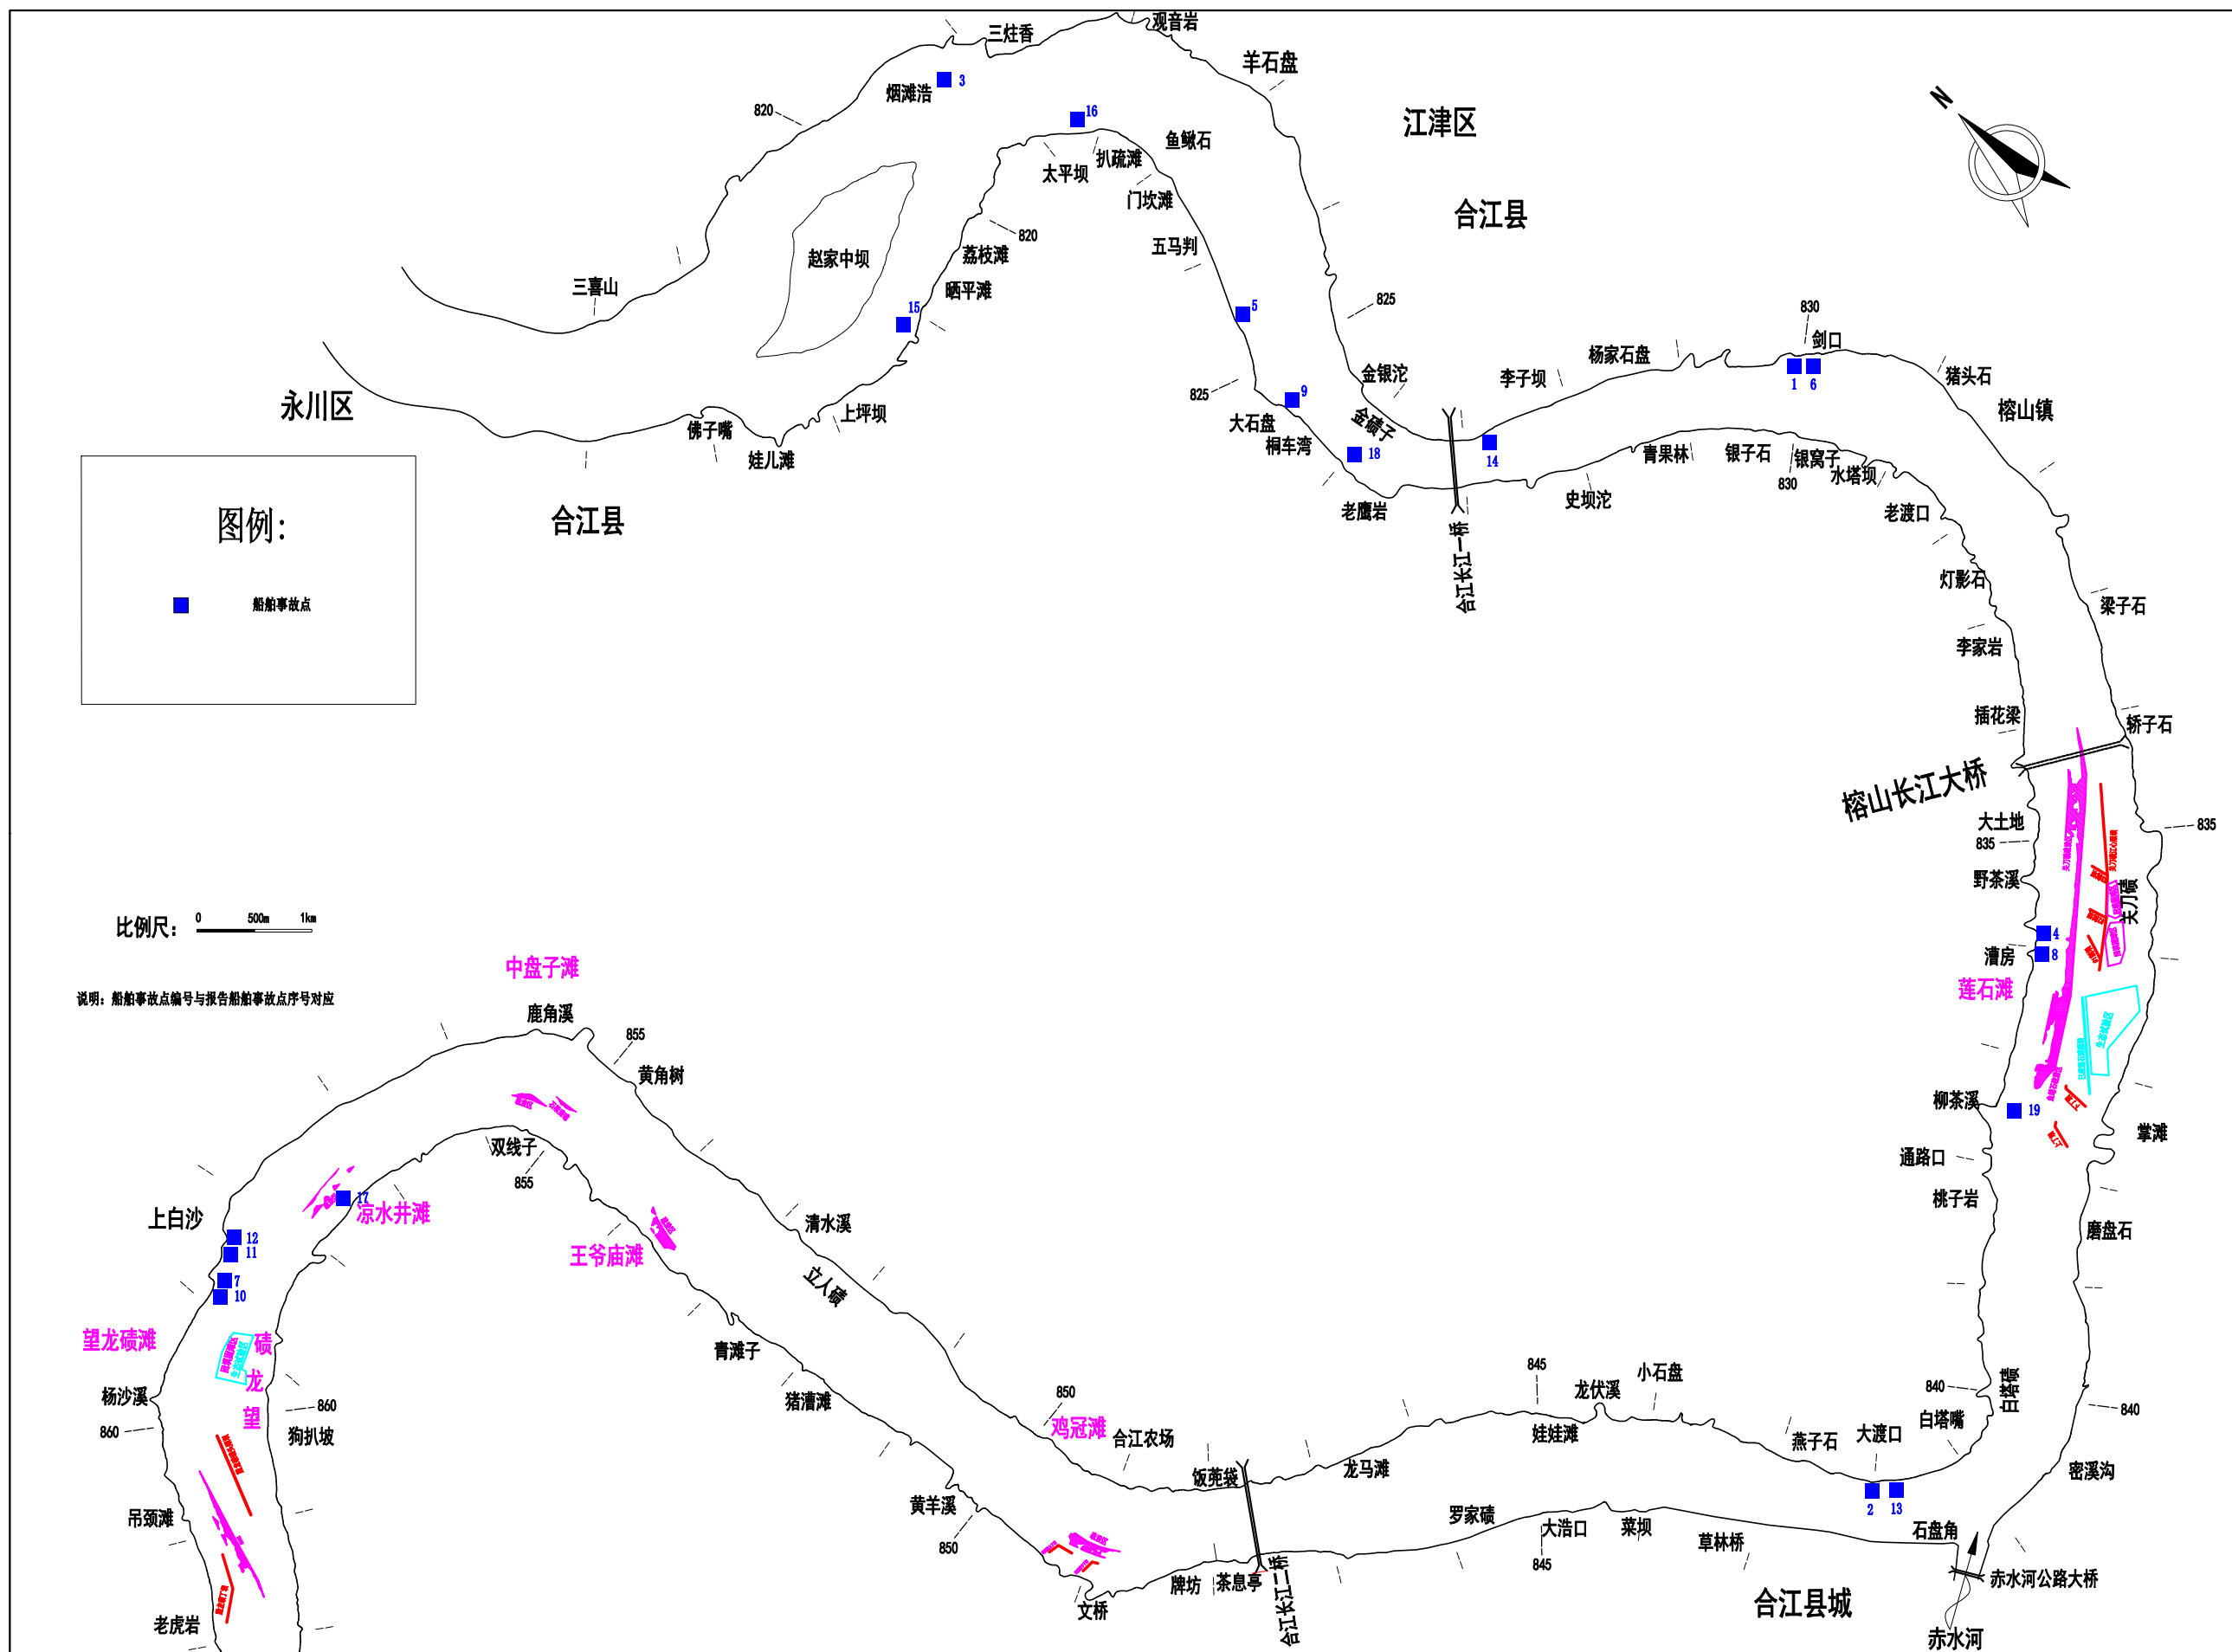 三炷香
观音岩
羊石盘
N
烟滩浩
3
820
16
江津区
鱼鳅石
扒疏滩
太平坝
门坎滩
合江县
820
五马判
荔枝滩
赵家中坝
三喜山
晒平滩
15
5
825
830
剑口
杨家石盘
金银沱
李子坝
1
6
猪头石
825
9
永川区
上坪坝
大石盘
金碛子
榕山镇
佛子嘴
桐车湾
娃儿滩
18
14
青果林
银子石
银窝子
水塔坝
830
史坝沱
老鹰岩
老渡口
合江县
图例：
合江长江一桥
灯影石
船舶事故点
梁子石
李家岩
插花梁
轿子石
榕山长江大桥
大土地
835
835
野茶溪
关刀碛
比例尺：
0
500m
1km
4
漕房
8
中盘子滩
莲石滩
说明：船舶事故点编号与报告船舶事故点序号对应
鹿角溪
855
生态试验区
黄角树
柳茶溪
19
掌滩
双线子
通路口
855
桃子岩
17
凉水井滩
上白沙
清水溪
磨盘石
12
11
王爷庙滩
7
立人碛
10
望龙碛滩
碛
龙
望
生态试验区
青滩子
小石盘
845
龙伏溪
杨沙溪
猪漕滩
850
840
白塔碛
860
840
鸡冠滩
合江农场
白塔嘴
860
狗扒坡
娃娃滩
燕子石
大渡口
龙马滩
饭蔸袋
密溪沟
黄羊溪
2
13
吊颈滩
罗家碛
大浩口
菜坝
草林桥
石盘角
850
845
牌坊
茶息亭
合江长江二桥
赤水河公路大桥
文桥
合江县城
老虎岩
赤水河